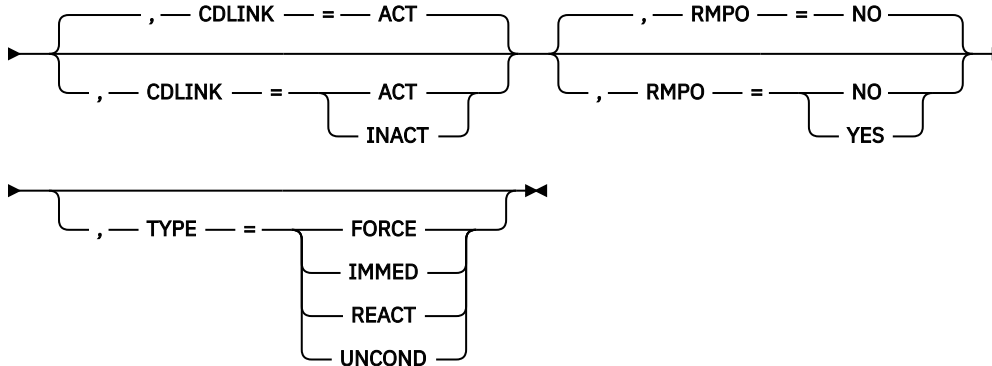 , CDLINK = ACT , RMPO = NO
, CDLINK = ACT , RMPO = NO
INACT YES
, TYPE = FORCE
IMMED
REACT
UNCOND